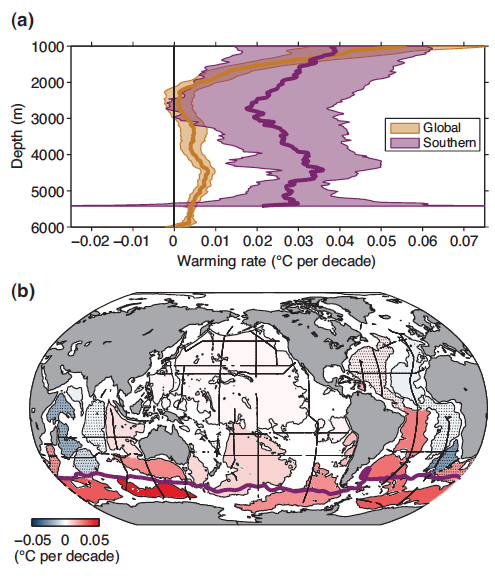 (a)
1000
2000
3000
4000
5000
6000
Depth (m)
Global
Southern
−0.02 −0.01 0 0.01 0.02 0.03 0.04 0.05 0.06 0.07
Warming rate (°C per decade)
(b)
−0.05 0 0.05
(°C per decade)